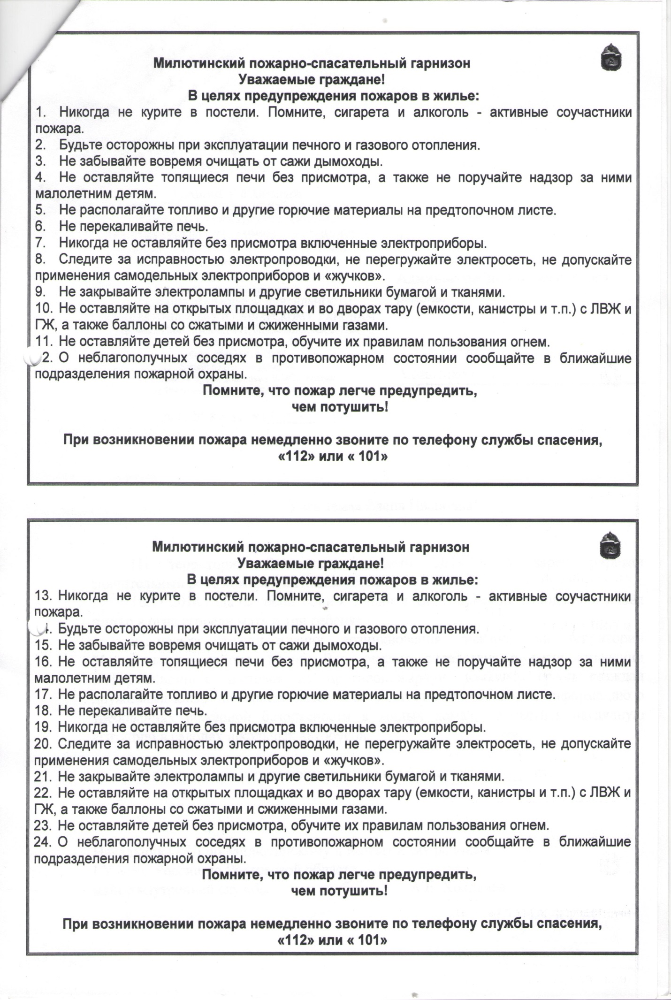 Милютинский пожарно-спасательный гарнизон
Уважаемые граждане!
В целях предупреждения пожаров в жилье:
1. Никогда не курите в постели. Помните, сигарета и алкоголь - активные соучастники
пожара.
2. Будьте осторожны при эксплуатации печного и газового отопления.
3. Не забывайте вовремя очищать от сажи дымоходы.
4. Не оставляйте топящиеся печи без присмотра, а также не поручайте надзор за ними
малолетним детям.
5. Не располагайте топливо и другие горючие материалы на предтопочном листе.
6. Не перекаливайте печь.
7. Никогда не оставляйте без присмотра включенные электроприборы.
8. Следите за исправностью электропроводки, не перегружайте электросеть, не допускайте
применения самодельных электроприборов и «жучков».
9. Не закрывайте электролампы и другие светильники бумагой и тканями.
10. Не оставляйте на открытых площадках и во дворах тару (емкости, канистры и т.п.) с ЛВЖ и
ГЖ, а также баллоны со сжатыми и сжиженными газами.
11. Не оставляйте детей без присмотра, обучите их правилам пользования огнем.
2. О неблагополучных соседях в противопожарном состоянии сообщайте в ближайшие
подразделения пожарной охраны.
Помните, что пожар легче предупредить,
чем потушить!
При возникновении пожара немедленно звоните по телефону службы спасения,
«112» или « 101»
Милютинский пожарно-спасательный гарнизон
Уважаемые граждане!
В целях предупреждения пожаров в жилье:
13. Никогда не курите в постели. Помните, сигарета и алкоголь - активные соучастники
пожара.
. Будьте осторожны при эксплуатации печного и газового отопления.
15. Не забывайте вовремя очищать от сажи дымоходы.
16. Не оставляйте топящиеся печи без присмотра, а также не поручайте надзор за ними
малолетним детям.
17. Не располагайте топливо и другие горючие материалы на предтопочном листе.
18. Не перекаливайте печь.
19. Никогда не оставляйте без присмотра включенные электроприборы.
20. Следите за исправностью электропроводки, не перегружайте электросеть, не допускайте
применения самодельных электроприборов и «жучков».
21. Не закрывайте электролампы и другие светильники бумагой и тканями.
22. Не оставляйте на открытых площадках и во дворах тару (емкости, канистры и т.п.) с ЛВЖ и
ГЖ, а также баллоны со сжатыми и сжиженными газами.
23. Не оставляйте детей без присмотра, обучите их правилам пользования огнем.
24. О неблагополучных соседях в противопожарном состоянии сообщайте в ближайшие
подразделения пожарной охраны.
Помните, что пожар легче предупредить,
чем потушить!
При возникновении пожара немедленно звоните по телефону службы спасения,
«112» или « 101»